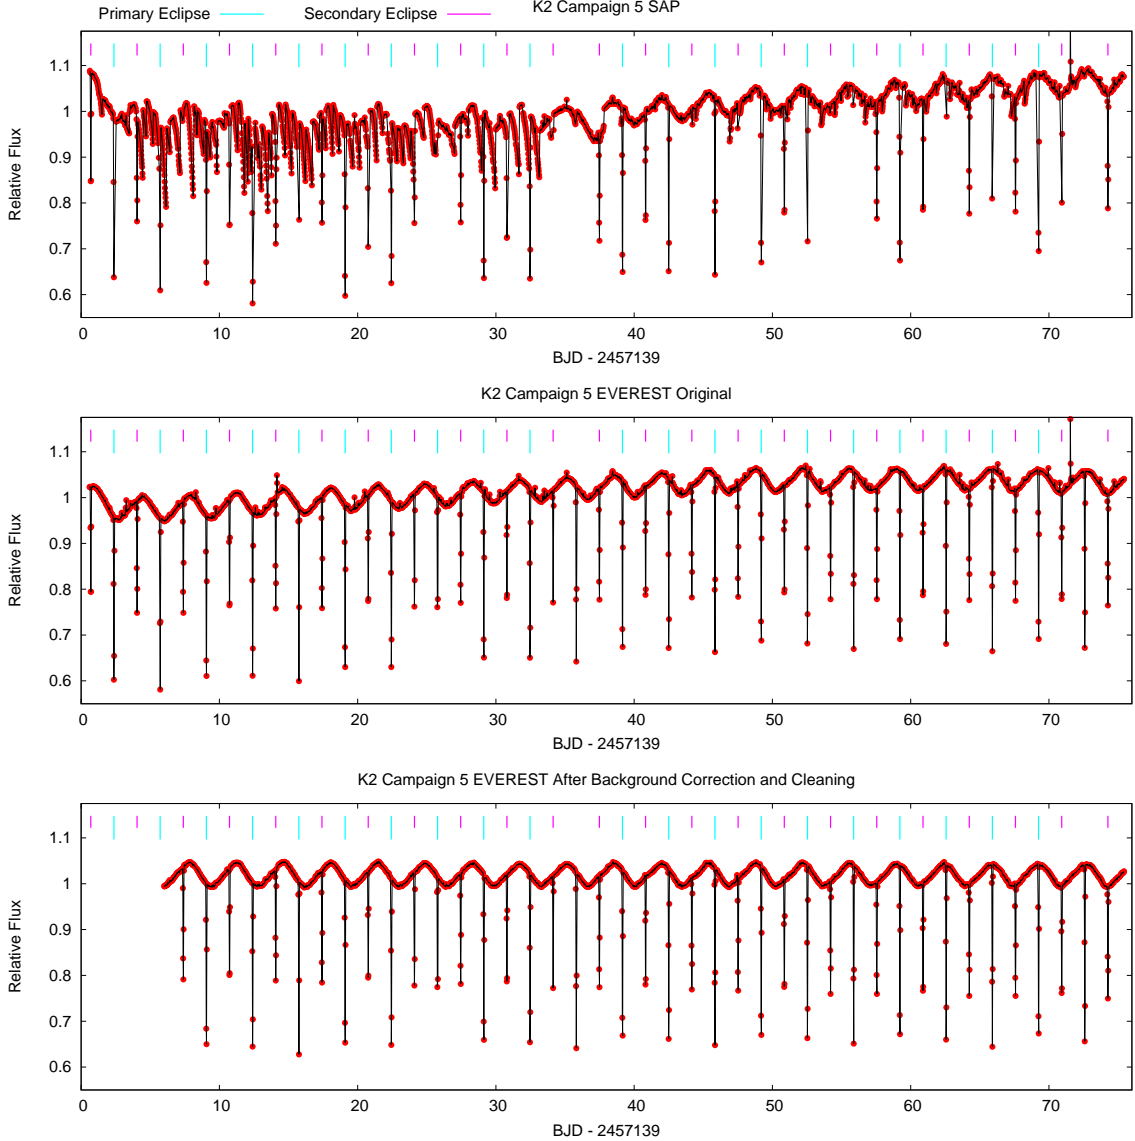 Primary Eclipse Secondary Eclipse K2 Campaign 5 SAP
1.1
1
0.9
0.8
0.7
0.6
Relative Flux
0 10 20 30 40 50 60 70
BJD - 2457139
K2 Campaign 5 EVEREST Original
1.1
1
0.9
0.8
0.7
0.6
Relative Flux
0 10 20 30 40 50 60 70
BJD - 2457139
K2 Campaign 5 EVEREST After Background Correction and Cleaning
1.1
1
0.9
0.8
0.7
0.6
Relative Flux
0 10 20 30 40 50 60 70
BJD - 2457139